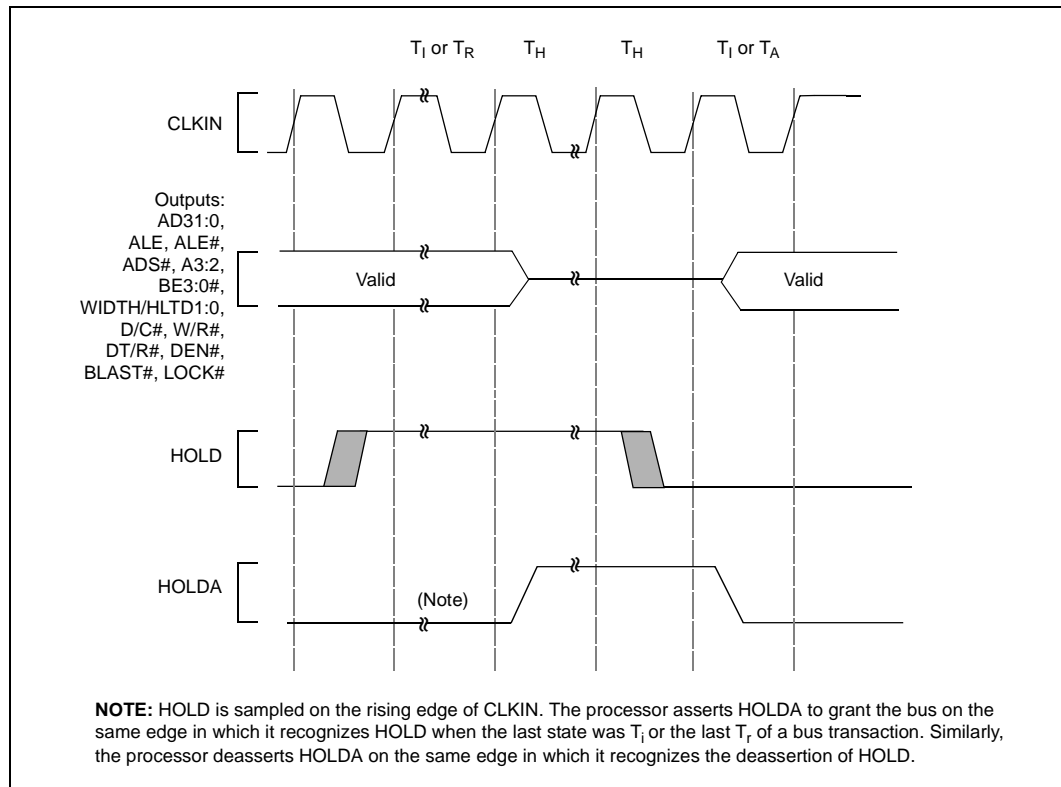 T_I or T_R T_H T_H T_I or T_A
CLKIN
Outputs:
AD31:0,
ALE, ALE#,
ADS#, A3:2,
BE3:0#,
WIDTH/HLTD1:0,
D/C#, W/R#,
DT/R#, DEN#,
BLAST#, LOCK#
Valid Valid
HOLD
HOLDA
(Note)
NOTE: HOLD is sampled on the rising edge of CLKIN. The processor asserts HOLDA to grant the bus on the
same edge in which it recognizes HOLD when the last state was T_i or the last T_r of a bus transaction. Similarly,
the processor deasserts HOLDA on the same edge in which it recognizes the deassertion of HOLD.